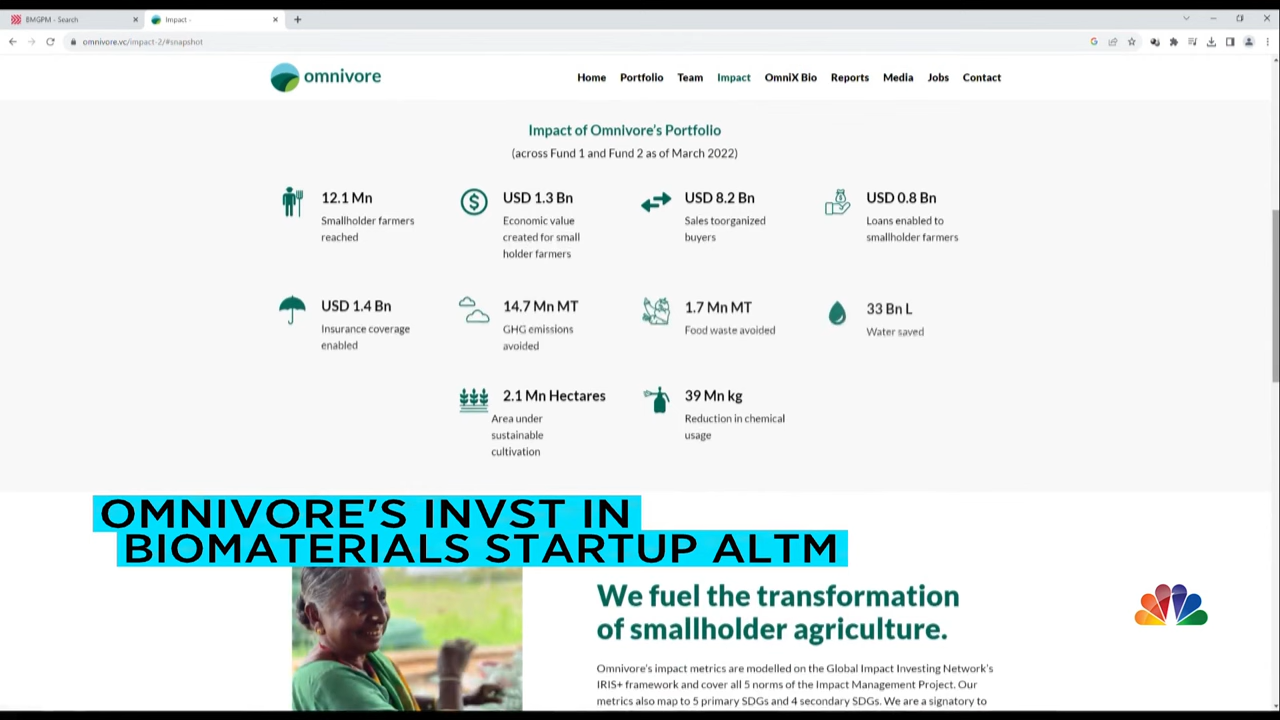 BMGPM - Search
Impact -
omnivore.vc/impact-2/#snapshot
omnivore
Home Portfolio Team Impact OmniX Bio Reports Media Jobs Contact
Impact of Omnivore's Portfolio
(across Fund 1 and Fund 2 as of March 2022)
12.1 Mn
Smallholder farmers
reached
USD 1.3 Bn
Economic value
created for small
holder farmers
USD 8.2 Bn
Sales toorganized
buyers
USD 0.8 Bn
Loans enabled to
smallholder farmers
USD 1.4 Bn
Insurance coverage
enabled
14.7 Mn MT
GHG emissions
avoided
1.7 Mn MT
Food waste avoided
33 Bn L
Water saved
2.1 Mn Hectares
Area under
sustainable
cultivation
39 Mn kg
Reduction in chemical
usage
OMNIVORE'S INVST IN
BIOMATERIALS STARTUP ALTM
We fuel the transformation
of smallholder agriculture.
Omnivore's impact metrics are modelled on the Global Impact Investing Network's
IRIS+ framework and cover all 5 norms of the Impact Management Project. Our
metrics also map to 5 primary SDGs and 4 secondary SDGs. We are a signatory to